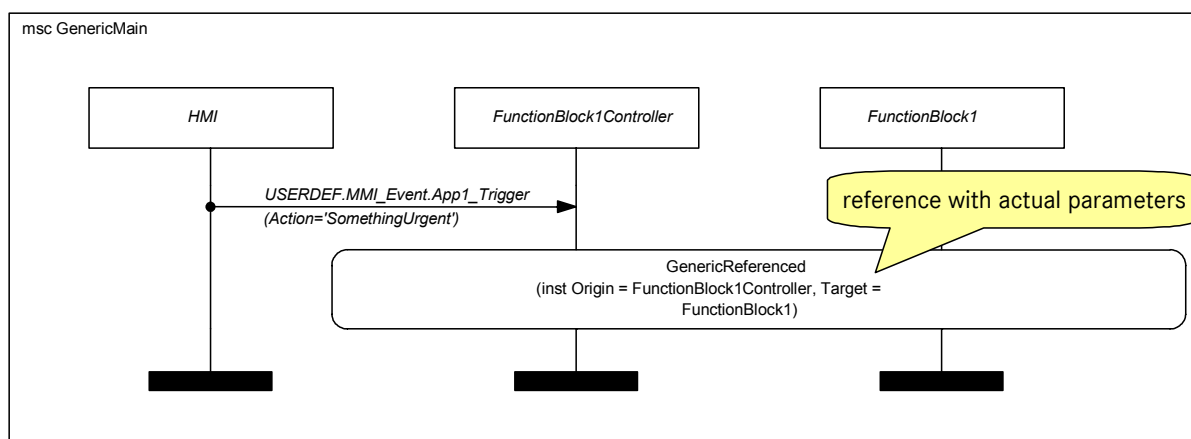 msc GenericMain
HMI
FunctionBlock1Controller
FunctionBlock1
USERDEF.MMI_Event.App1_Trigger
(Action='SomethingUrgent')
reference with actual parameters
GenericReferenced
(inst Origin = FunctionBlock1Controller, Target =
FunctionBlock1)